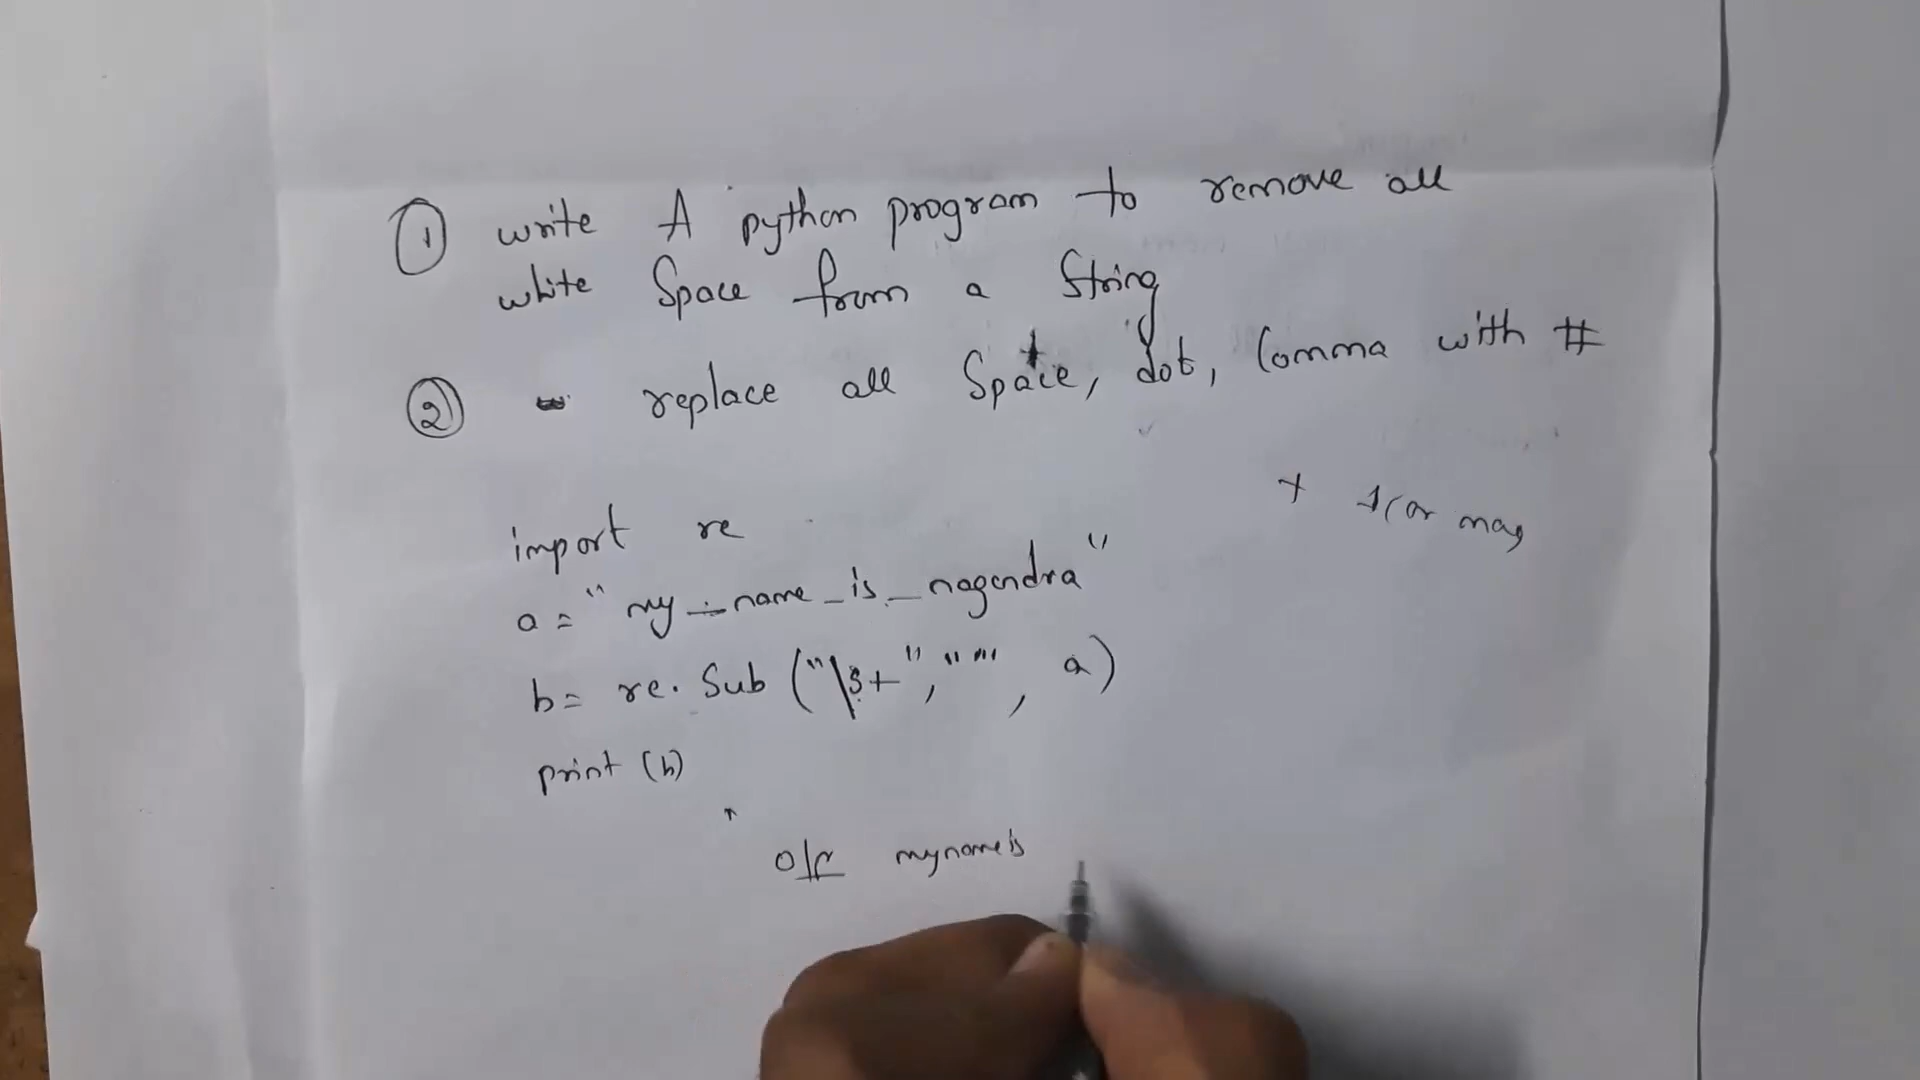 ① write A python program to remove all
white Space from a String
② replace all Space, dot, Comma with #
+ 1(or many
import re
a = "my_name_is_nagendra"
b = re.Sub ("\s+", "", a)
print (b)
O/P mynameis